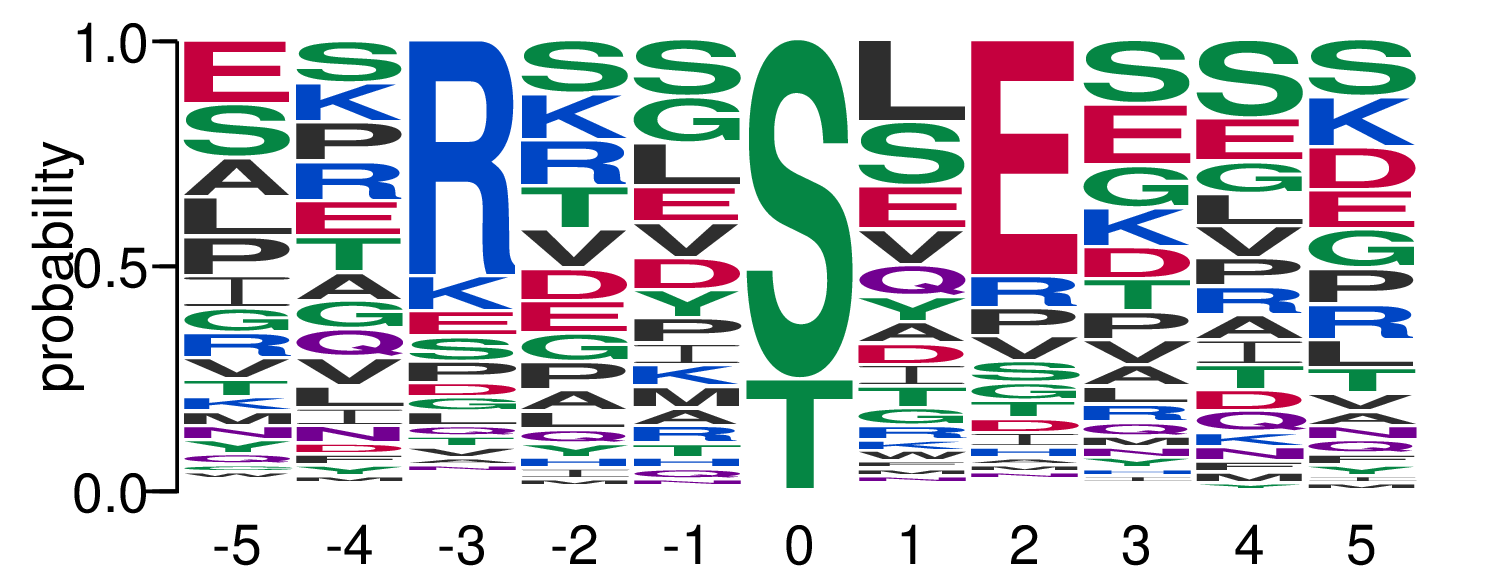 probability
1.0
0.5
0.0
E S A L P I G R V T K M N Y Q
S K P R E T A G Q V L I N D F Y M
R K E S P D G L Q T V N
S K R T V D E G P A L Q Y H I M
S G L E V D Y P I K M A R T H Q N
S T
L S E V Q Y A D I T G R K
E R P V S G T D I H
S E G K D T P V A L R Q M N Y H I
S E G L V P R A I T D Q K N
S K D E G P R L T V A N Q F Y I M
-5 -4 -3 -2 -1 0 1 2 3 4 5